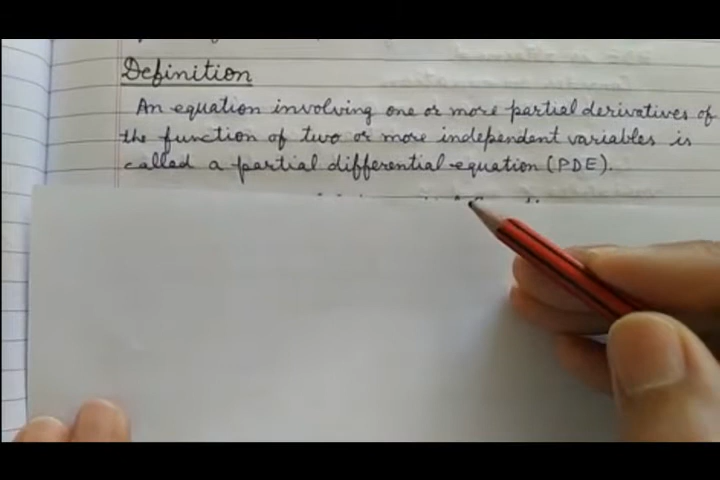 Definition
An equation involving one or more partial derivatives of
the function of two or more independent variables is
called a partial differential equation (PDE).